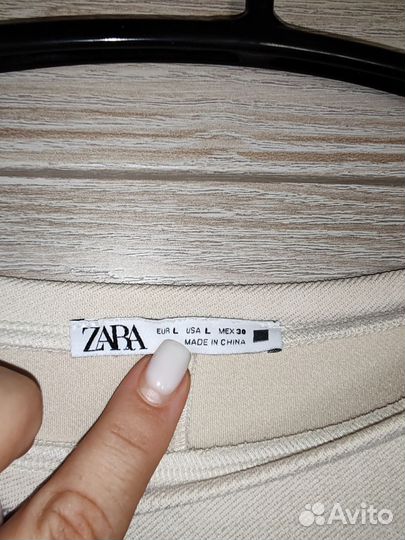 ZARA
EUR L USA L MEX 30
MADE IN CHINA
Avito